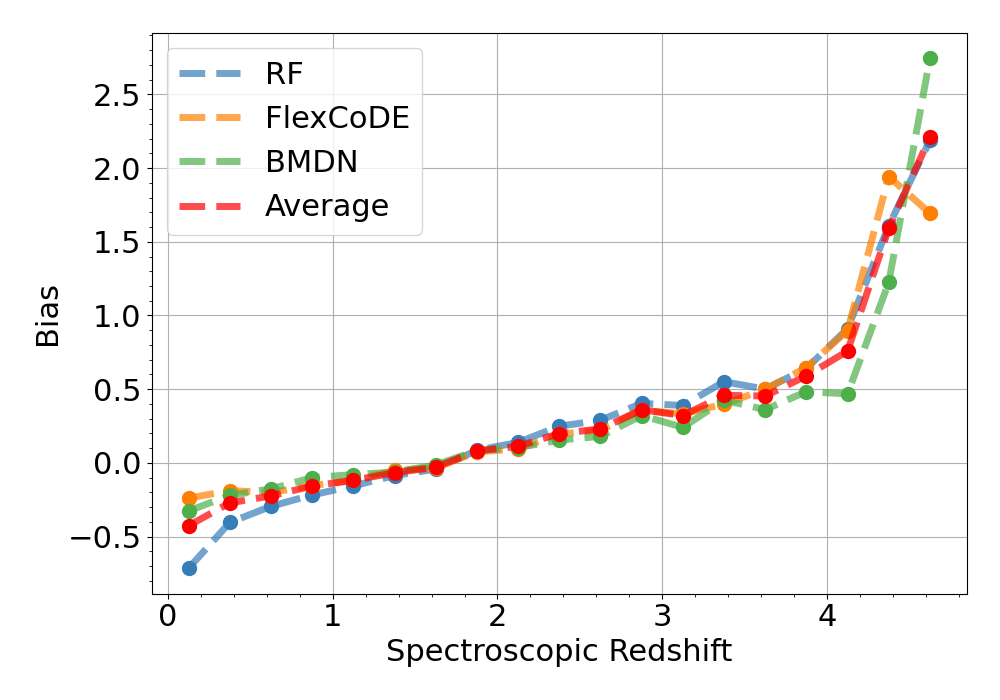 RF
FlexCoDE
BMDN
Average
2.5
2.0
1.5
1.0
0.5
0.0
−0.5
Bias
0 1 2 3 4
Spectroscopic Redshift